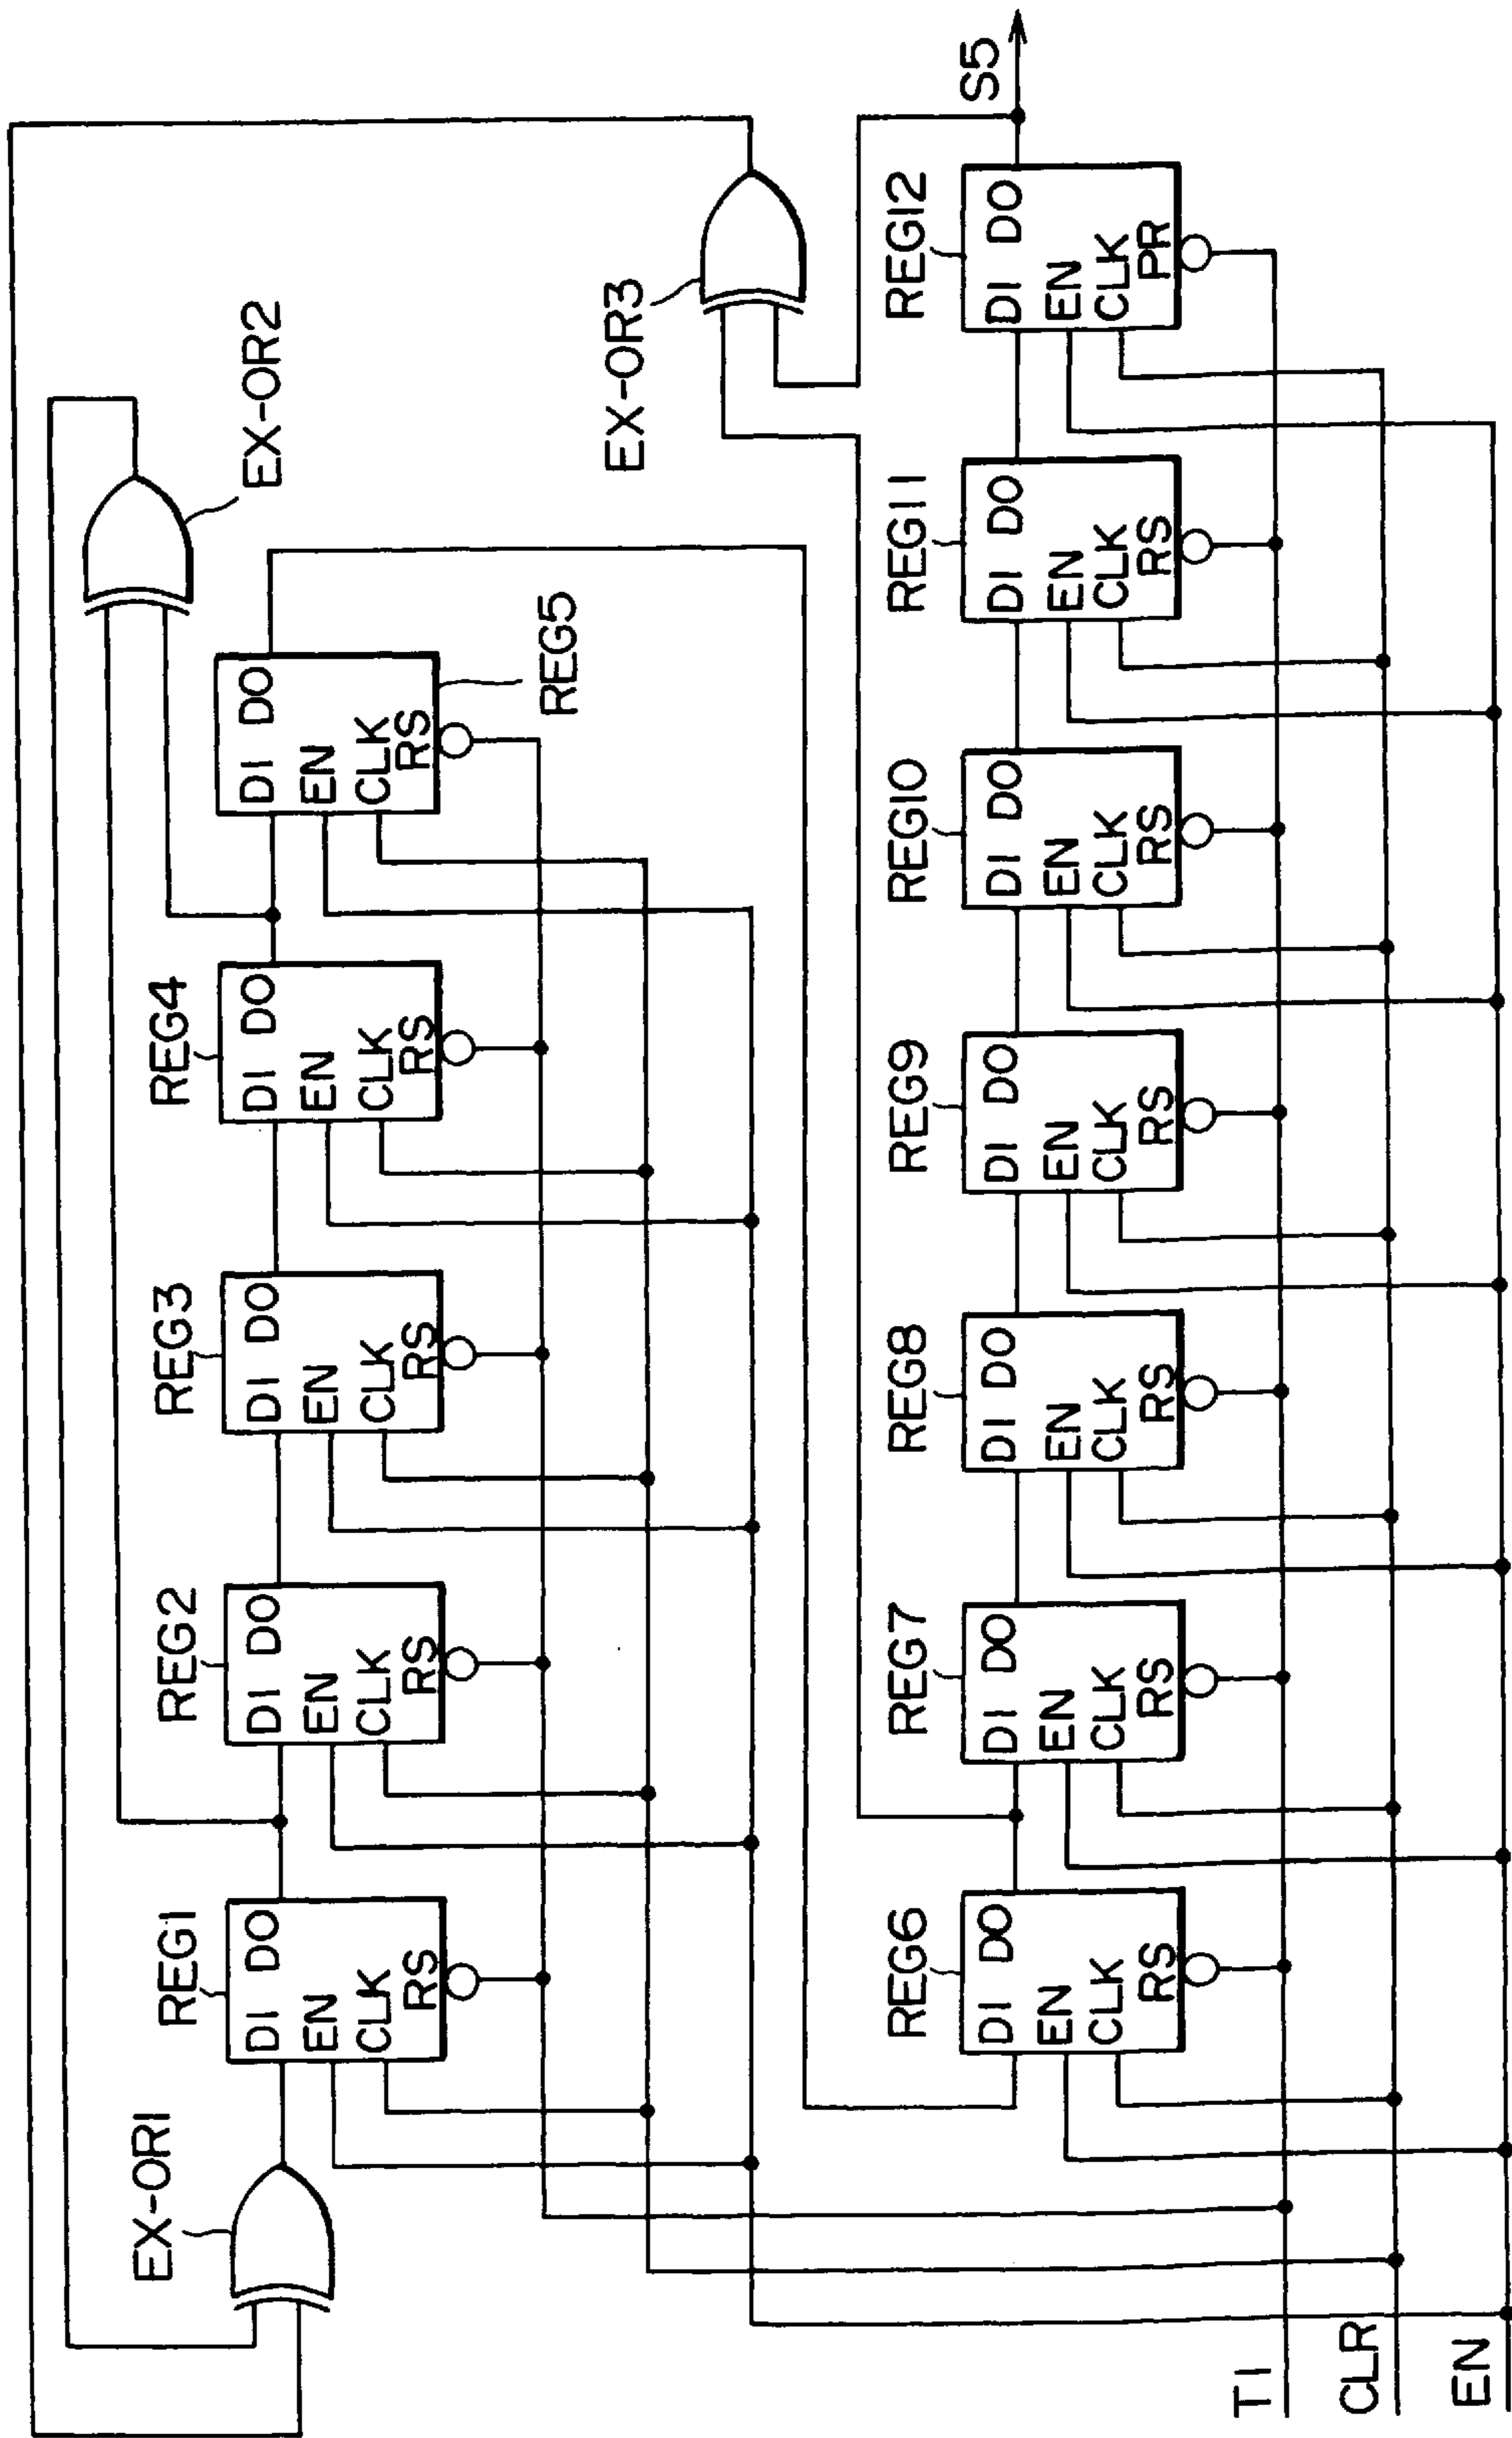 EX-OR2
EX-OR1
REG1
REG2
REG3
REG4
DI DO
EN
CLK
RS
DI DO
EN
CLK
RS
DI DO
EN
CLK
RS
DI DO
EN
CLK
RS
DI DO
EN
CLK
RS
REG5
EX-OR3
REG6
REG7
REG8
REG9
REG10
REG11
REG12
S5
DI DO
EN
CLK
RS
DI DO
EN
CLK
RS
DI DO
EN
CLK
RS
DI DO
EN
CLK
RS
DI DO
EN
CLK
RS
DI DO
EN
CLK
RS
DI DO
EN
CLK
PR
T1
CLR
EN